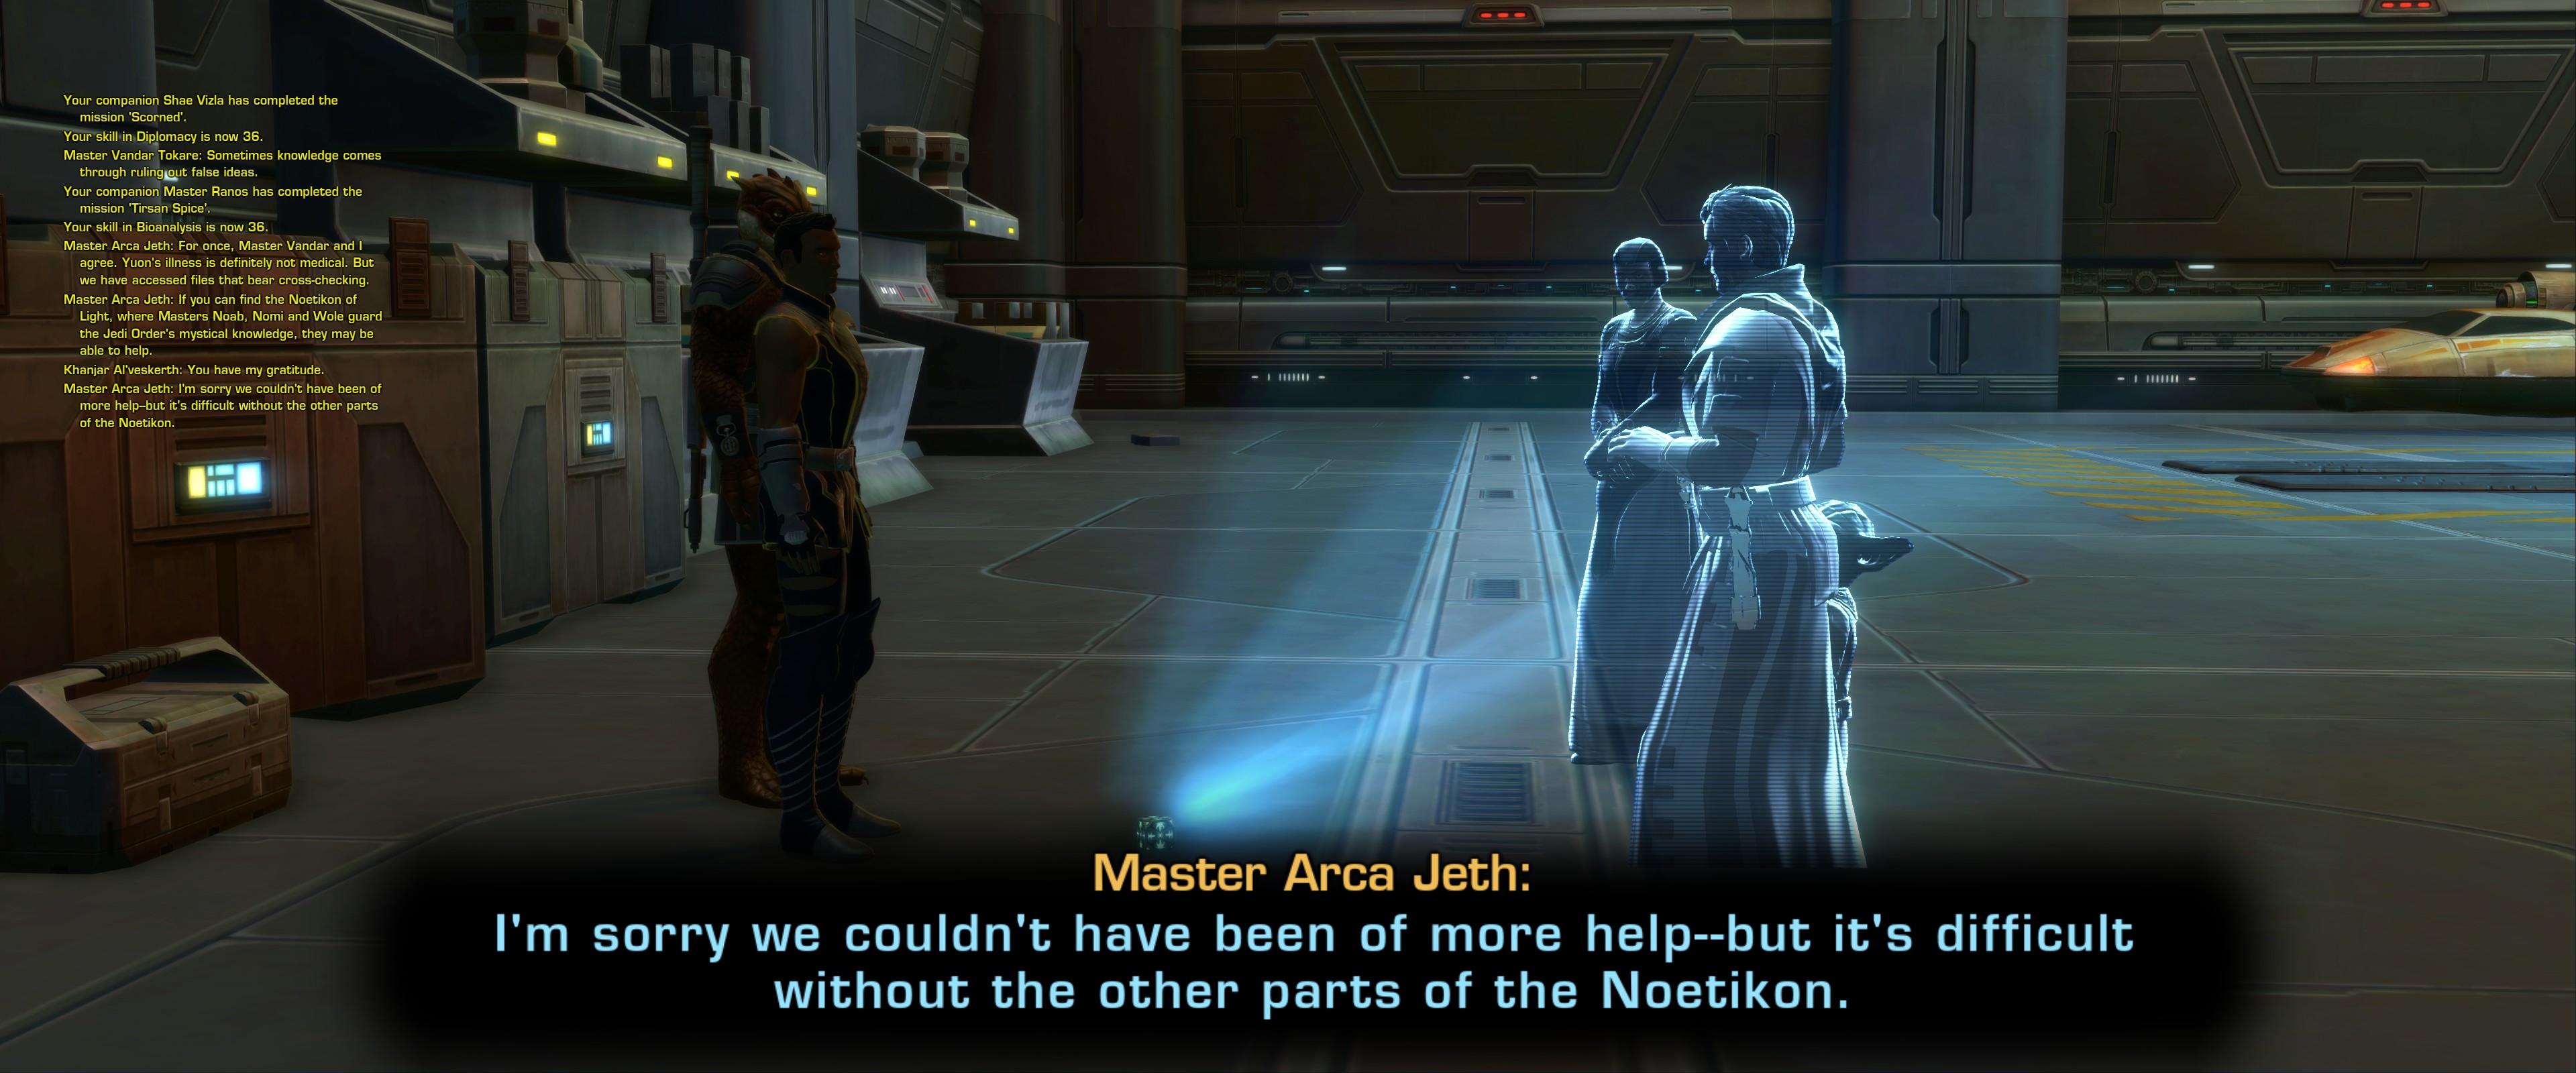 Your companion Shae Vizla has completed the
mission 'Scorned'.
Your skill in Diplomacy is now 36.
Master Vandar Tokare: Sometimes knowledge comes
through ruling out false ideas.
Your companion Master Ranos has completed the
mission 'Tirsan Spice'.
Your skill in Bioanalysis is now 36.
Master Arca Jeth: For once, Master Vandar and I
agree. Yuon's illness is definitely not medical. But
we have accessed files that bear cross-checking.
Master Arca Jeth: If you can find the Noetikon of
Light, where Masters Noab, Nomi and Wole guard
the Jedi Order's mystical knowledge, they may be
able to help.
Khanjar Al'veskerth: You have my gratitude.
Master Arca Jeth: I'm sorry we couldn't have been of
more help--but it's difficult without the other parts
of the Noetikon.
Master Arca Jeth:
I'm sorry we couldn't have been of more help--but it's difficult
without the other parts of the Noetikon.